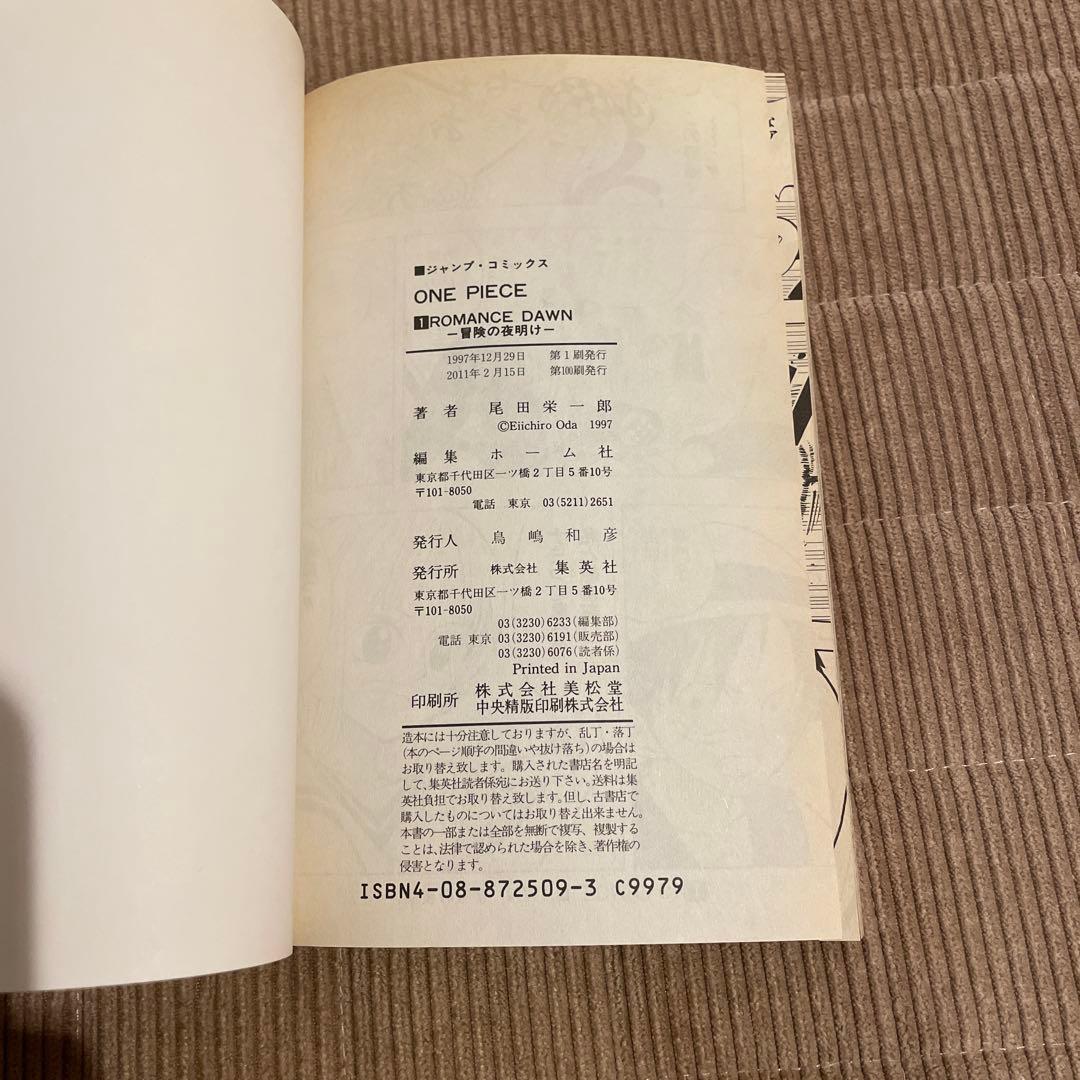 ■ジャンプ・コミックス
ONE PIECE
1 ROMANCE DAWN
—冒険の夜明け—
1997年12月29日 第1刷発行
2011年2月15日 第100刷発行
著者 尾田栄一郎
©Eiichiro Oda 1997
編集 ホーム社
東京都千代田区一ツ橋2丁目5番10号
〒101-8050
電話 東京 03(5211)2651
発行人 鳥嶋和彦
発行所 株式会社 集英社
東京都千代田区一ツ橋2丁目5番10号
〒101-8050
03(3230)6233(編集部)
電話 東京 03(3230)6191(販売部)
03(3230)6076(読者係)
Printed in Japan
印刷所 株式会社美松堂
中央精版印刷株式会社
造本には十分注意しておりますが、乱丁・落丁
(本のページ順序の間違いや抜け落ち)の場合は
お取り替え致します。購入された書店名を明記
して、集英社読者係宛にお送り下さい。送料は集
英社負担でお取り替え致します。但し、古書店で
購入したものについてはお取り替え出来ません。
本書の一部または全部を無断で複写、複製する
ことは、法律で認められた場合を除き、著作権の
侵害となります。
ISBN4-08-872509-3 C9979